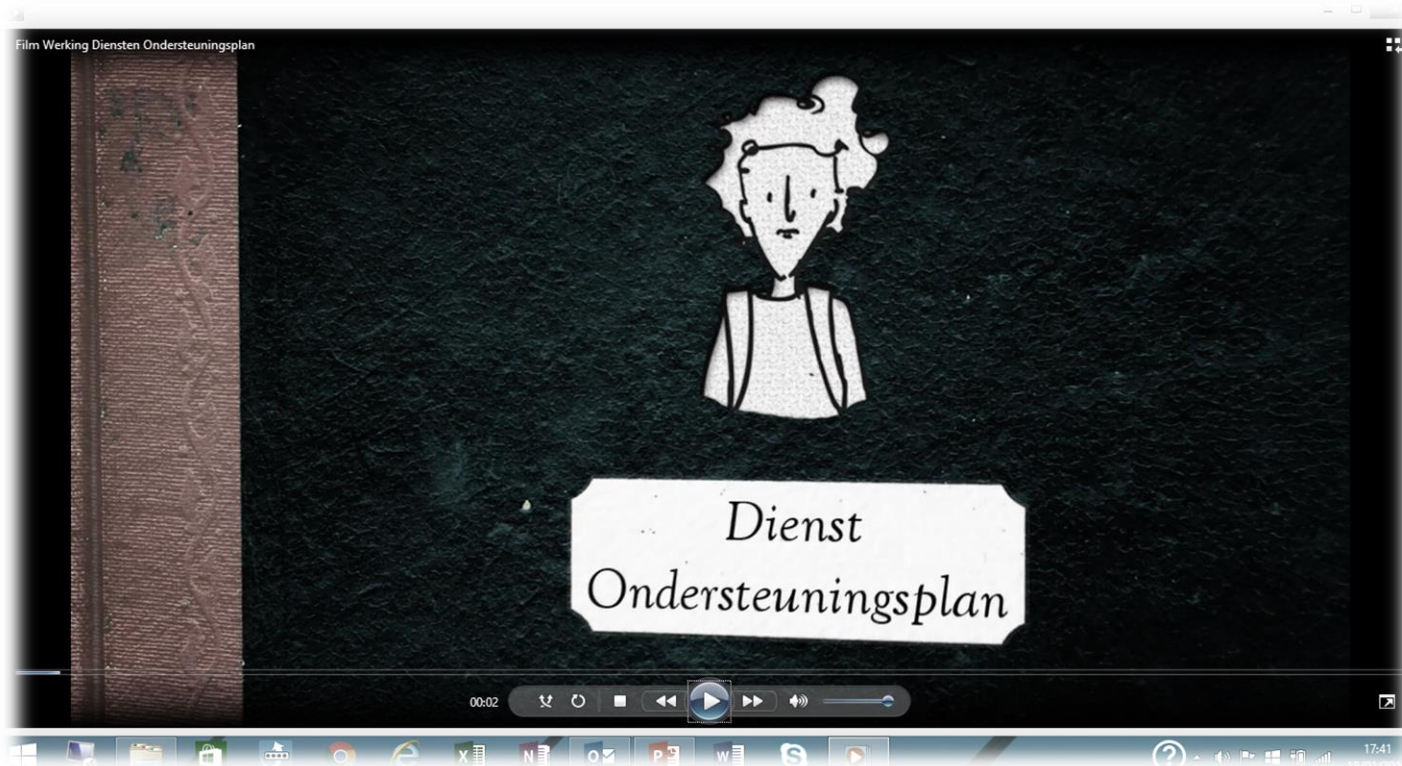 Film Werking Diensten Ondersteuningsplan
Dienst
Ondersteuningsplan
00:02
17:41